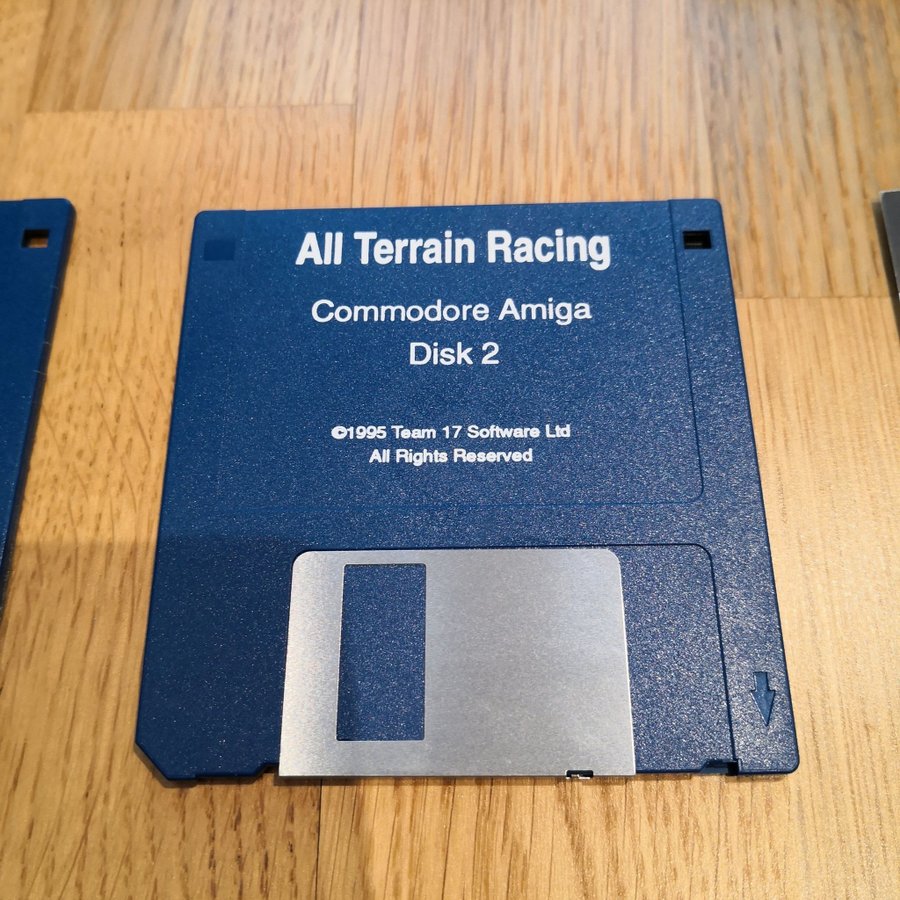 All Terrain Racing
Commodore Amiga
Disk 2
©1995 Team 17 Software Ltd
All Rights Reserved